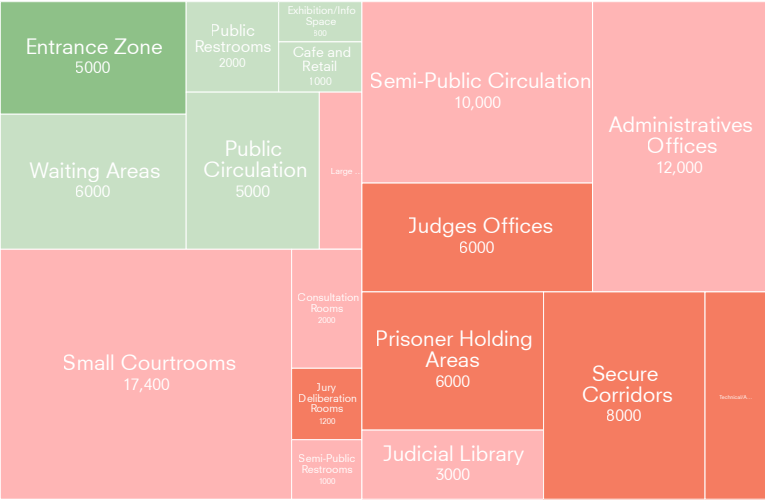 Entrance Zone
5000
Public
Restrooms
2000
Exhibition/Info
Space
Cafe and
Retail
1000
Semi-Public Circulation
10,000
Administratives
Offices
12,000
Waiting Areas
6000
Public
Circulation
5000
Large ...
Judges Offices
6000
Small Courtrooms
17,400
Consultation
Rooms
2000
Jury
Deliberation
Rooms
1200
Semi-Public
Restrooms
1000
Prisoner Holding
Areas
6000
Judicial Library
3000
Secure
Corridors
8000